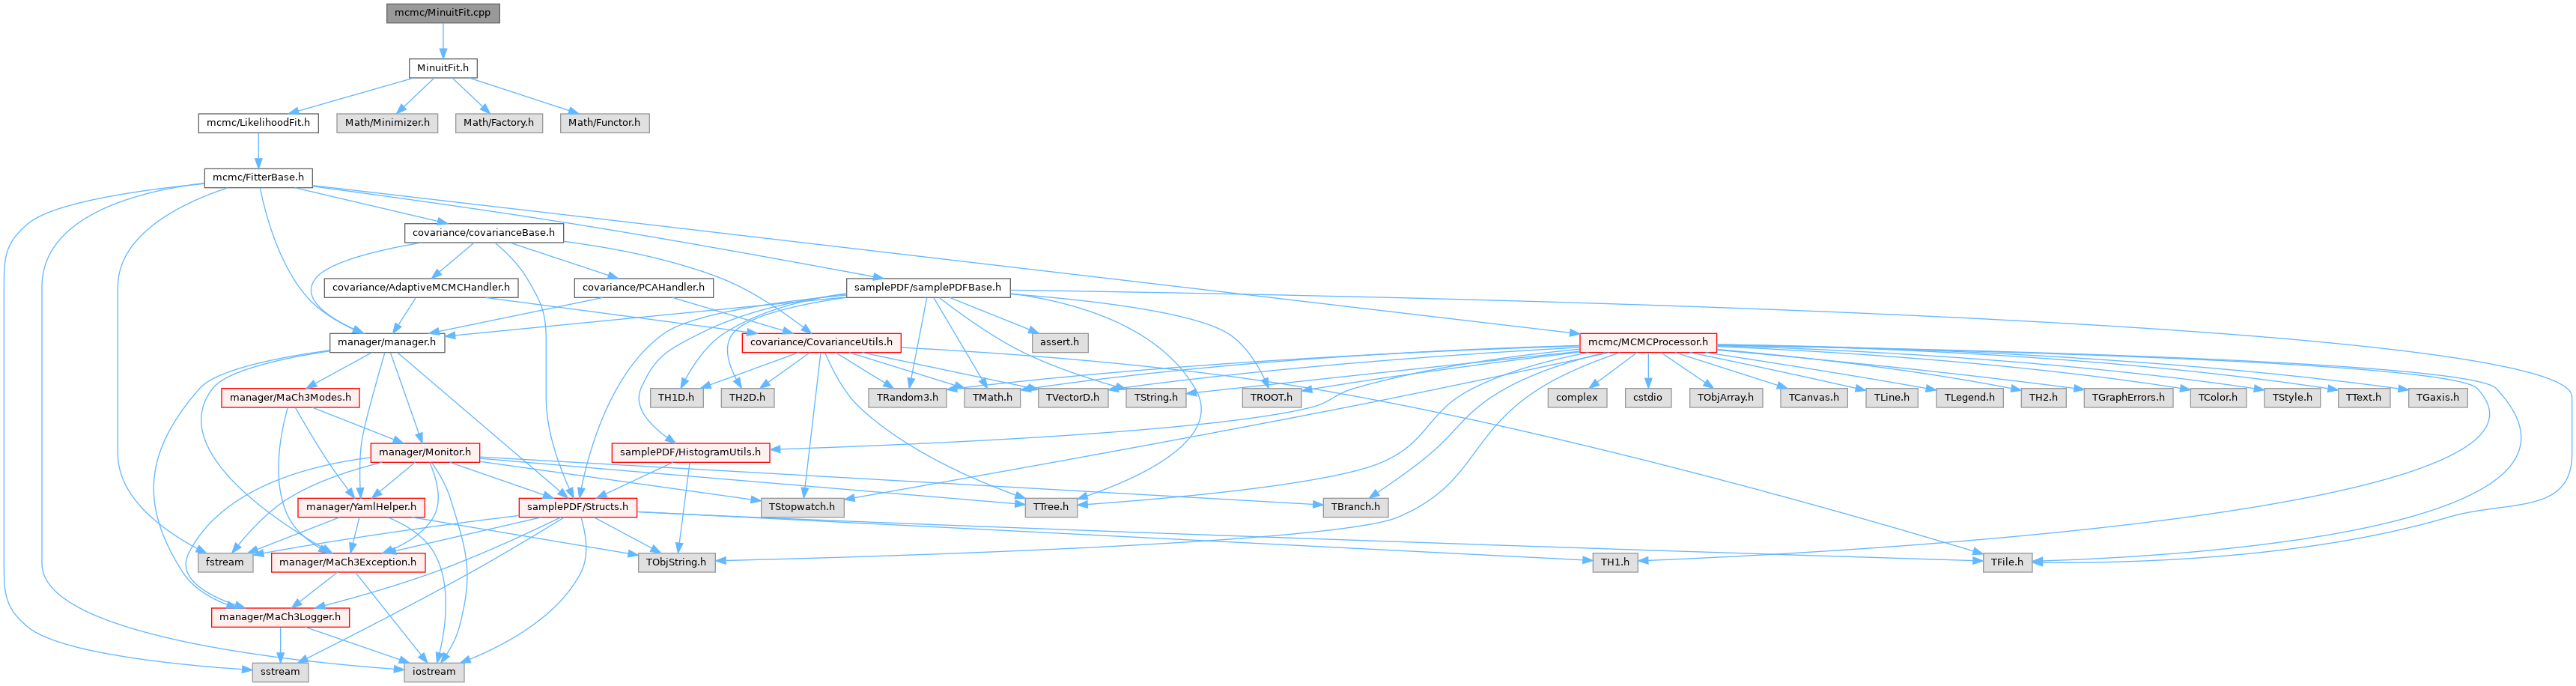 mcmc/MinuitFit.cpp
MinuitFit.h
mcmc/LikelihoodFit.h
Math/Minimizer.h
Math/Factory.h
Math/Functor.h
mcmc/FitterBase.h
covariance/covarianceBase.h
covariance/AdaptiveMCMCHandler.h
covariance/PCAHandler.h
samplePDF/samplePDFBase.h
manager/manager.h
covariance/CovarianceUtils.h
assert.h
mcmc/MCMCProcessor.h
manager/MaCh3Modes.h
TH1D.h
TH2D.h
TRandom3.h
TMath.h
TVectorD.h
TString.h
TROOT.h
complex
cstdio
TObjArray.h
TCanvas.h
TLine.h
TLegend.h
TH2.h
TGraphErrors.h
TColor.h
TStyle.h
TText.h
TGaxis.h
manager/Monitor.h
samplePDF/HistogramUtils.h
manager/YamlHelper.h
samplePDF/Structs.h
TStopwatch.h
TTree.h
TBranch.h
fstream
manager/MaCh3Exception.h
TObjString.h
TH1.h
TFile.h
manager/MaCh3Logger.h
sstream
iostream